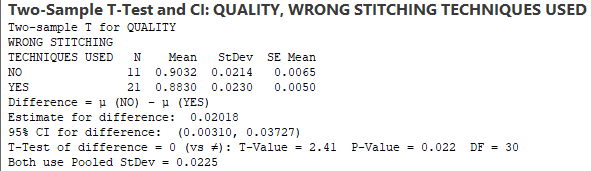 Two-Sample T-Test and CI: QUALITY, WRONG STITCHING TECHNIQUES USED
Two-sample T for QUALITY
WRONG STITCHING
TECHNIQUES USED N Mean StDev SE Mean
NO 11 0.9032 0.0214 0.0065
YES 21 0.8830 0.0230 0.0050
Difference = μ (NO) - μ (YES)
Estimate for difference: 0.02018
95% CI for difference: (0.00310, 0.03727)
T-Test of difference = 0 (vs ≠): T-Value = 2.41 P-Value = 0.022 DF = 30
Both use Pooled StDev = 0.0225